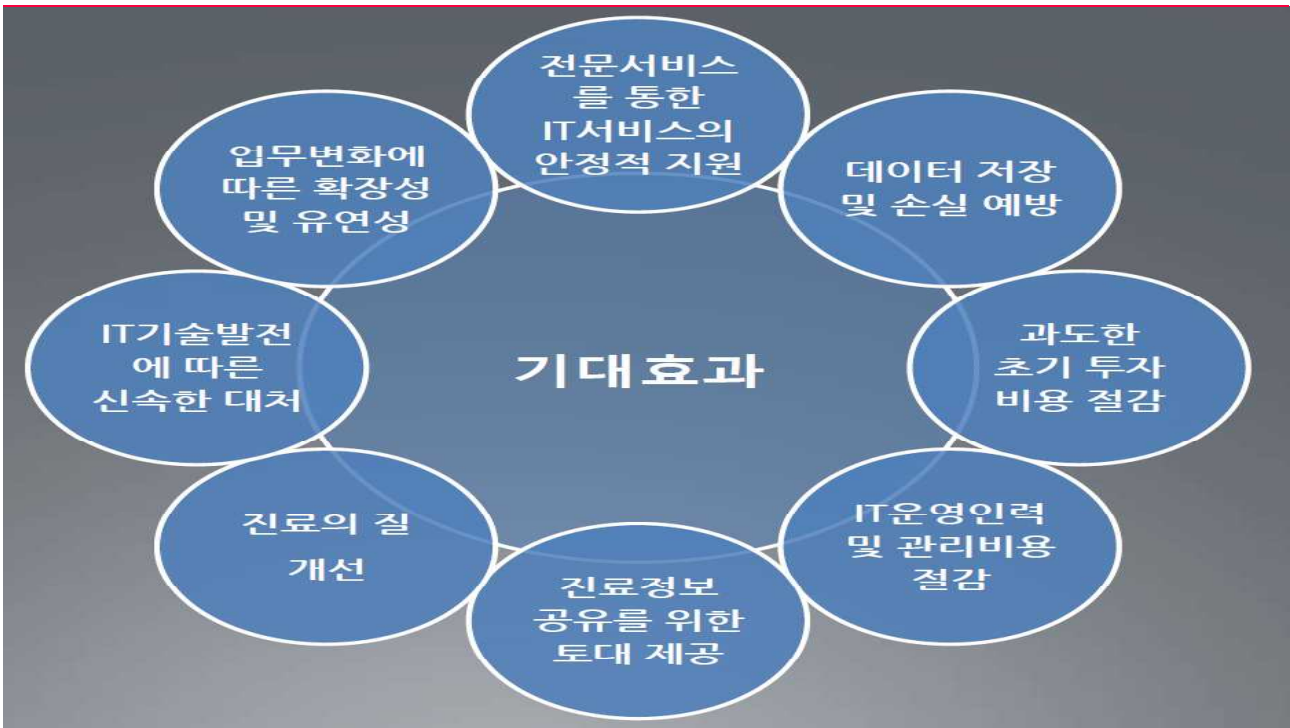 전문서비스
를 통한
IT서비스의
안정적 지원
데이터 저장
및 손실 예방
과도한
초기 투자
비용 절감
IT운영인력
및 관리비용
절감
진료정보
공유를 위한
토대 제공
진료의 질
개선
IT기술발전
에 따른
신속한 대처
업무변화에
따른 확장성
및 유연성
기대효과